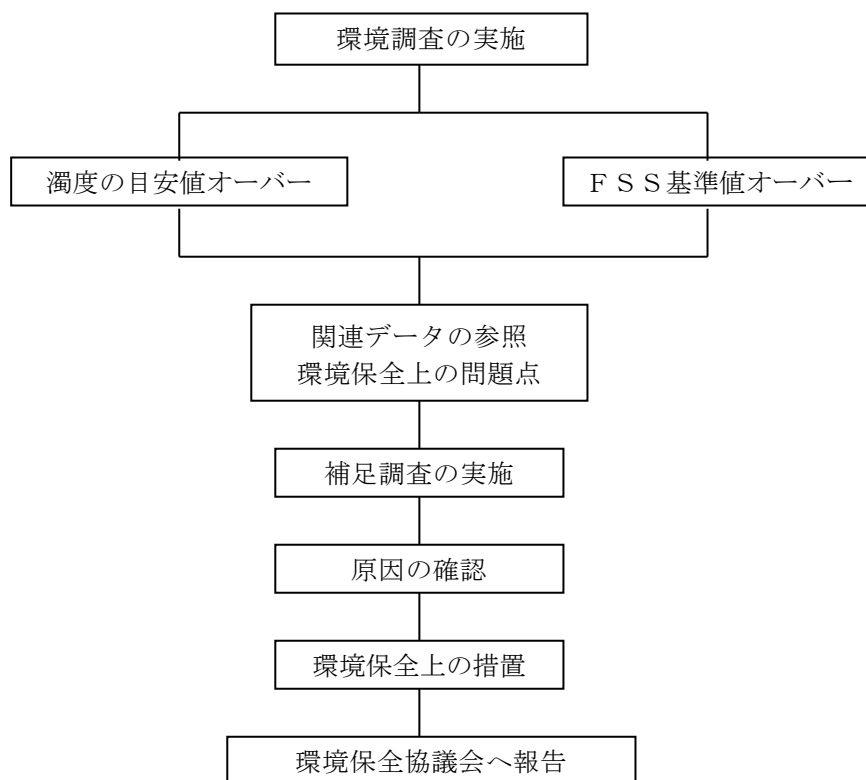 環境調査の実施
濁度の目安値オーバー
ＦＳＳ基準値オーバー
関連データの参照
環境保全上の問題点
補足調査の実施
原因の確認
環境保全上の措置
環境保全協議会へ報告